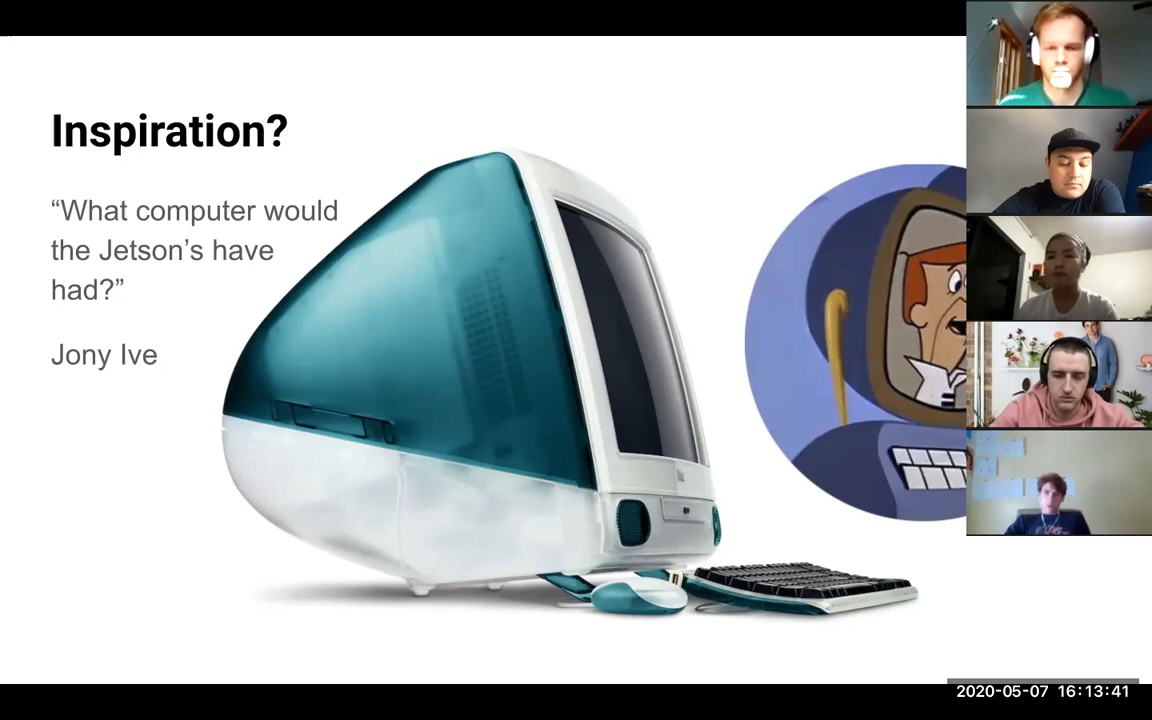 Inspiration?
“What computer would
the Jetson’s have
had?”
Jony Ive
2020-05-07 16:13:41